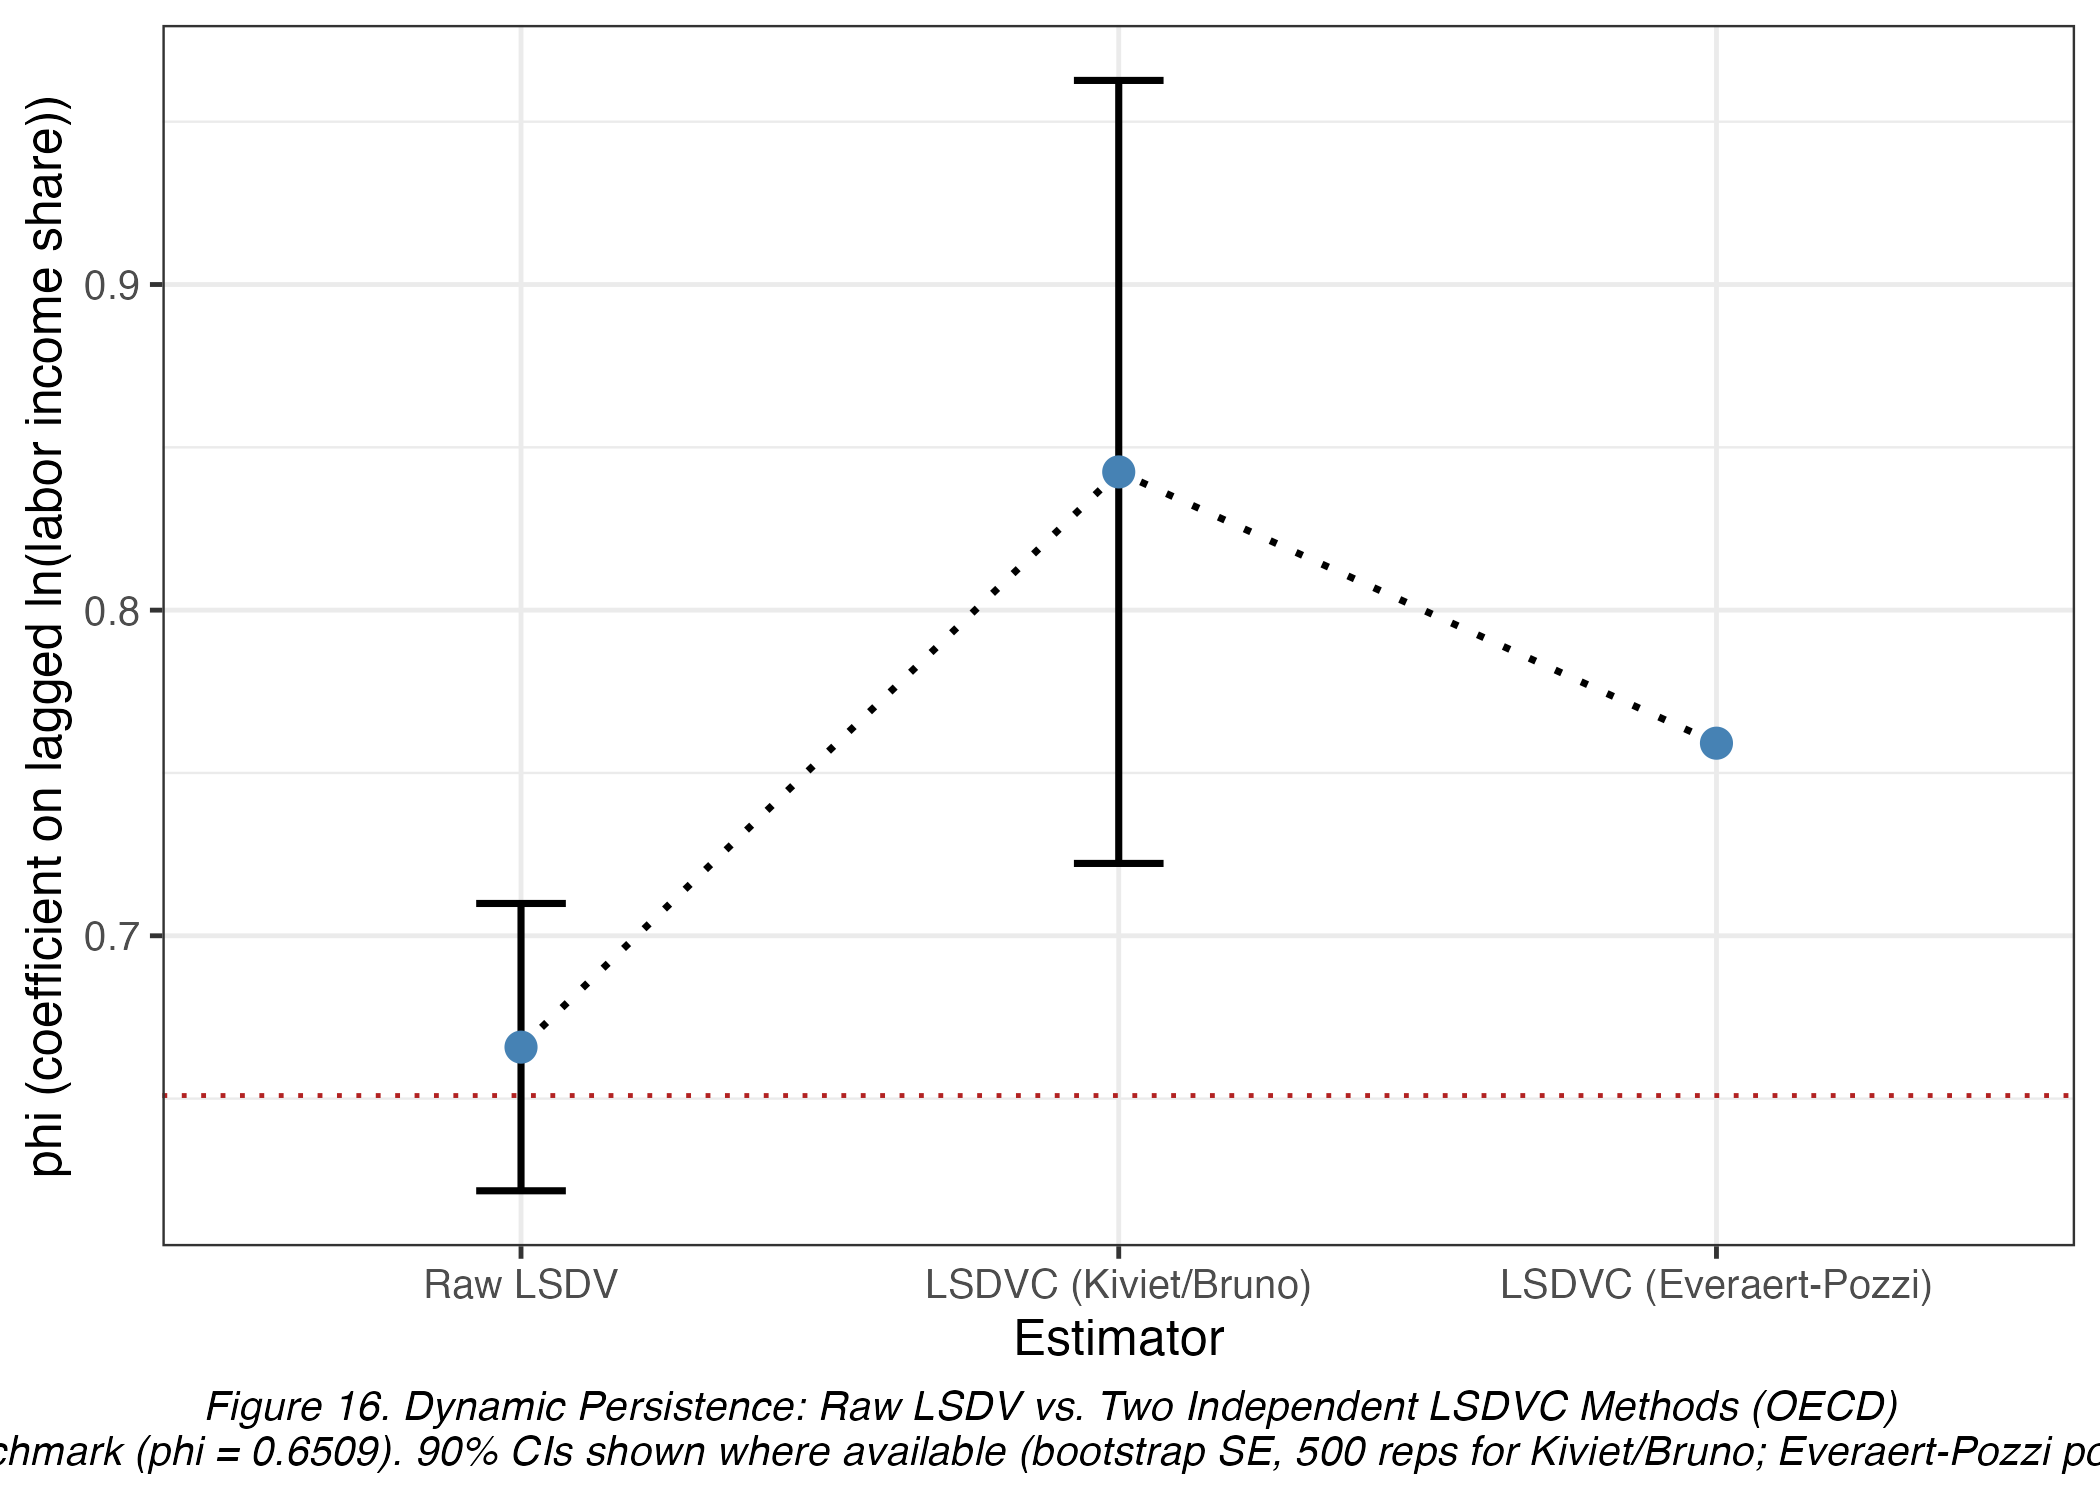 phi (coefficient on lagged ln(labor income share))
0.9
0.8
0.7
Raw LSDV LSDVC (Kiviet/Bruno) LSDVC (Everaert-Pozzi)
Estimator
Figure 16. Dynamic Persistence: Raw LSDV vs. Two Independent LSDVC Methods (OECD)
(phi = 0.6509). 90% CIs shown where available (bootstrap SE, 500 reps for Kiviet/Bruno; Everaert-Pozzi